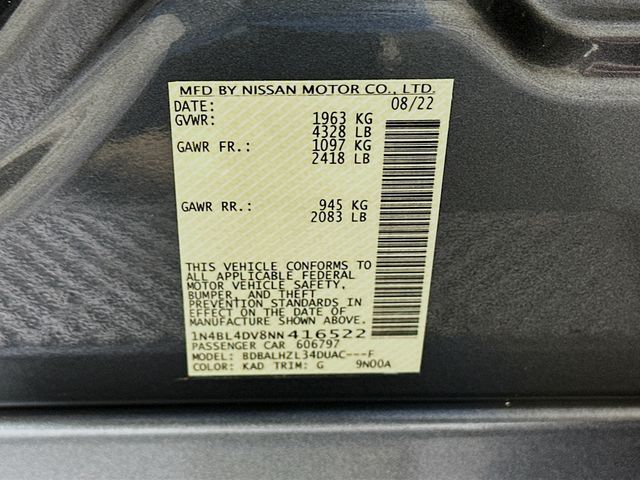 MFD BY NISSAN MOTOR CO., LTD.
DATE: 08/22
GVWR: 1963 KG
4328 LB
GAWR FR.: 1097 KG
2418 LB
GAWR RR.: 945 KG
2083 LB
THIS VEHICLE CONFORMS TO
ALL APPLICABLE FEDERAL
MOTOR VEHICLE SAFETY,
BUMPER, AND THEFT
PREVENTION STANDARDS IN
EFFECT ON THE DATE OF
MANUFACTURE SHOWN ABOVE.
1N4BL4DV8NN416522
PASSENGER CAR 606797
MODEL: BDBALHZL34DUAC---F
COLOR: KAD TRIM: G 9N00A